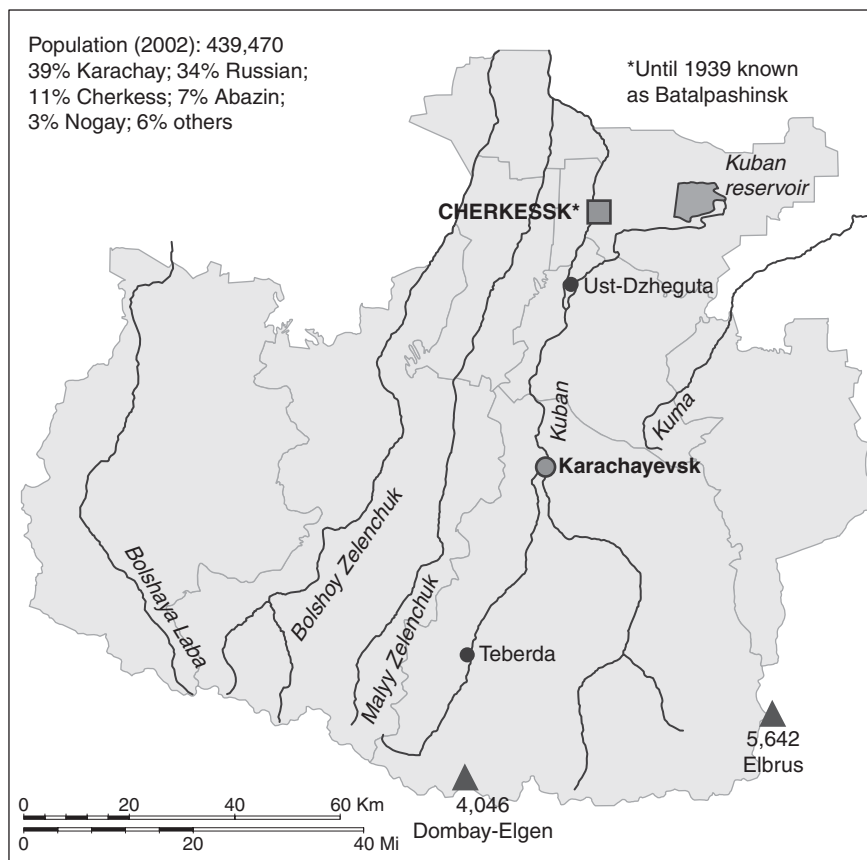 Population (2002): 439,470
39% Karachay; 34% Russian;
11% Cherkess; 7% Abazin;
3% Nogay; 6% others
*Until 1939 known
as Batalpashinsk
Kuban
reservoir
CHERKESSK*
Ust-Dzheguta
Kuban
Kuma
Karachayevsk
Bolshaya Laba
Bolshoy Zelenchuk
Malyy Zelenchuk
Teberda
5,642
Elbrus
4,046
Dombay-Elgen
0 20 40 60 Km
0 20 40 Mi